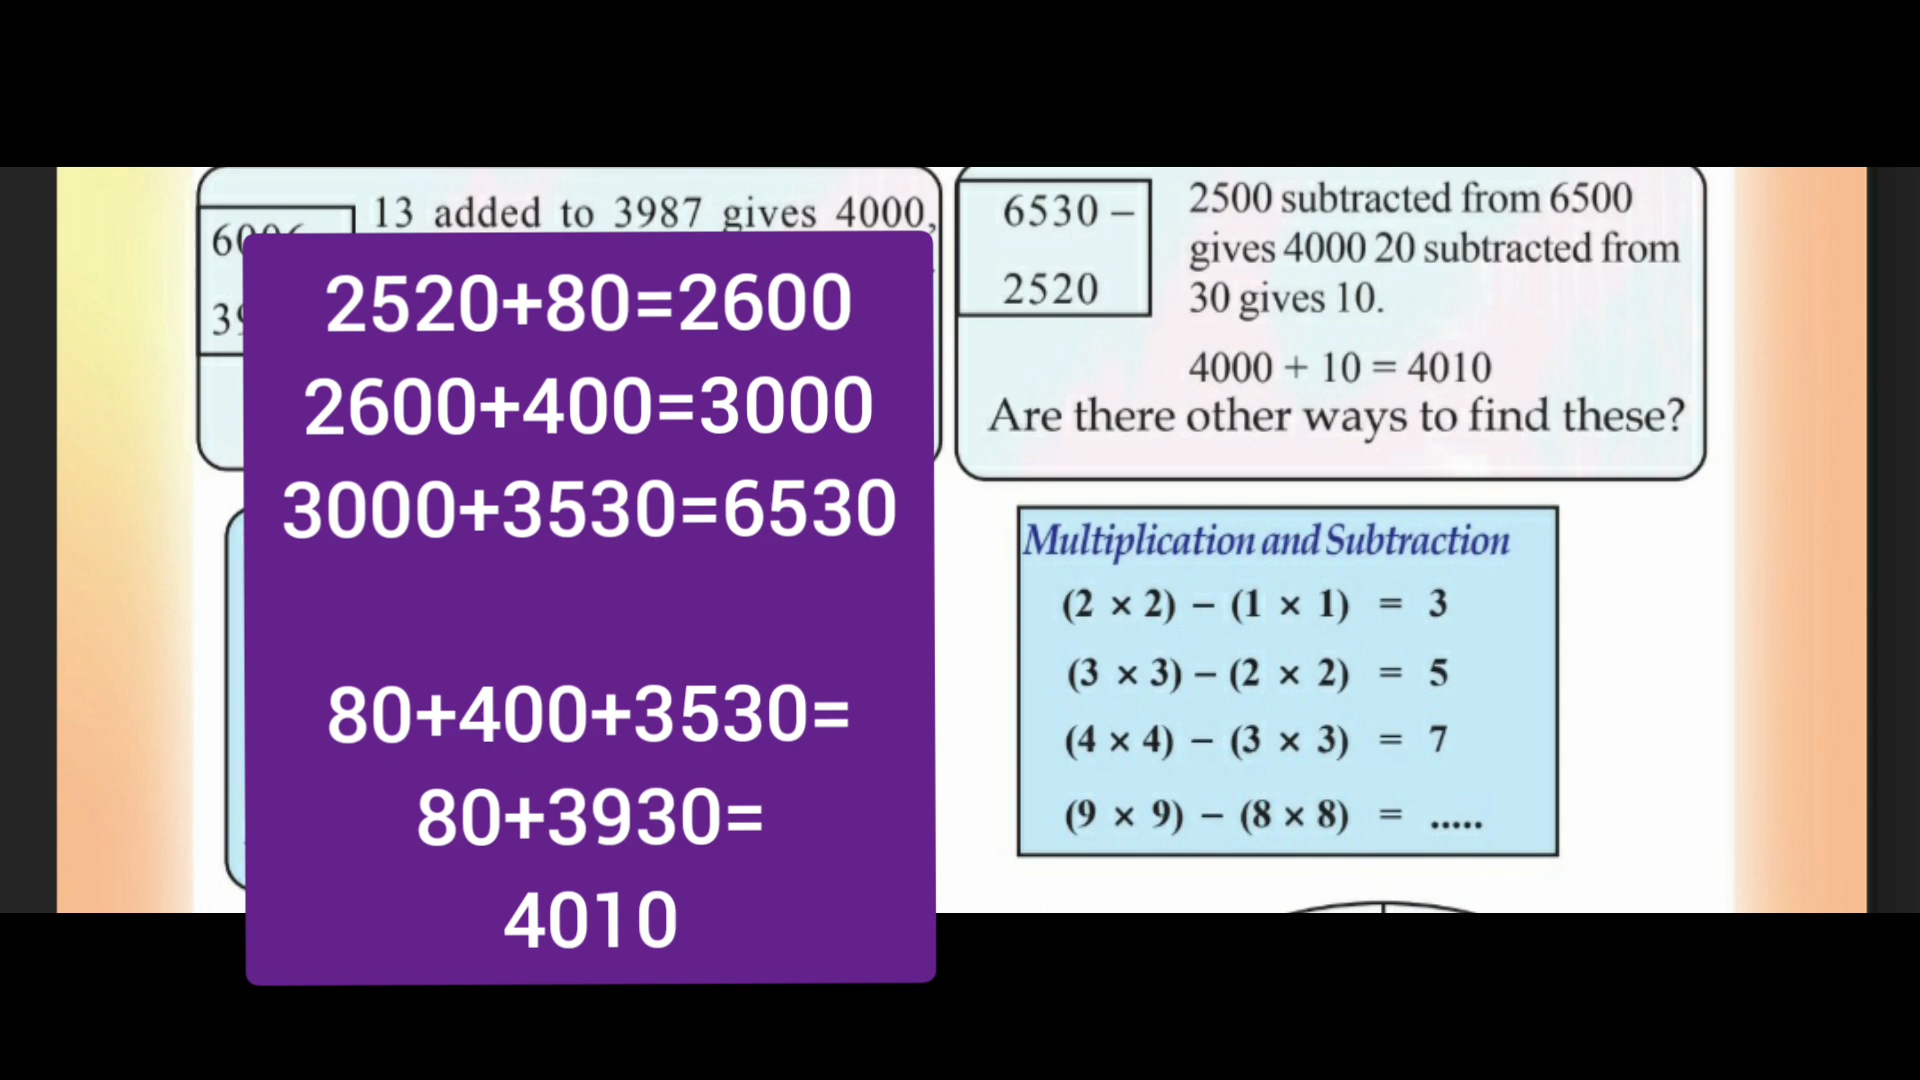 13 added to 3987 gives 4000,
2520+80=2600
2600+400=3000
3000+3530=6530
80+400+3530=
80+3930=
4010
6530 –
2520
2500 subtracted from 6500
gives 4000 20 subtracted from
30 gives 10.
4000 + 10 = 4010
Are there other ways to find these?
Multiplication and Subtraction
(2 × 2) – (1 × 1) = 3
(3 × 3) – (2 × 2) = 5
(4 × 4) – (3 × 3) = 7
(9 × 9) – (8 × 8) = .....